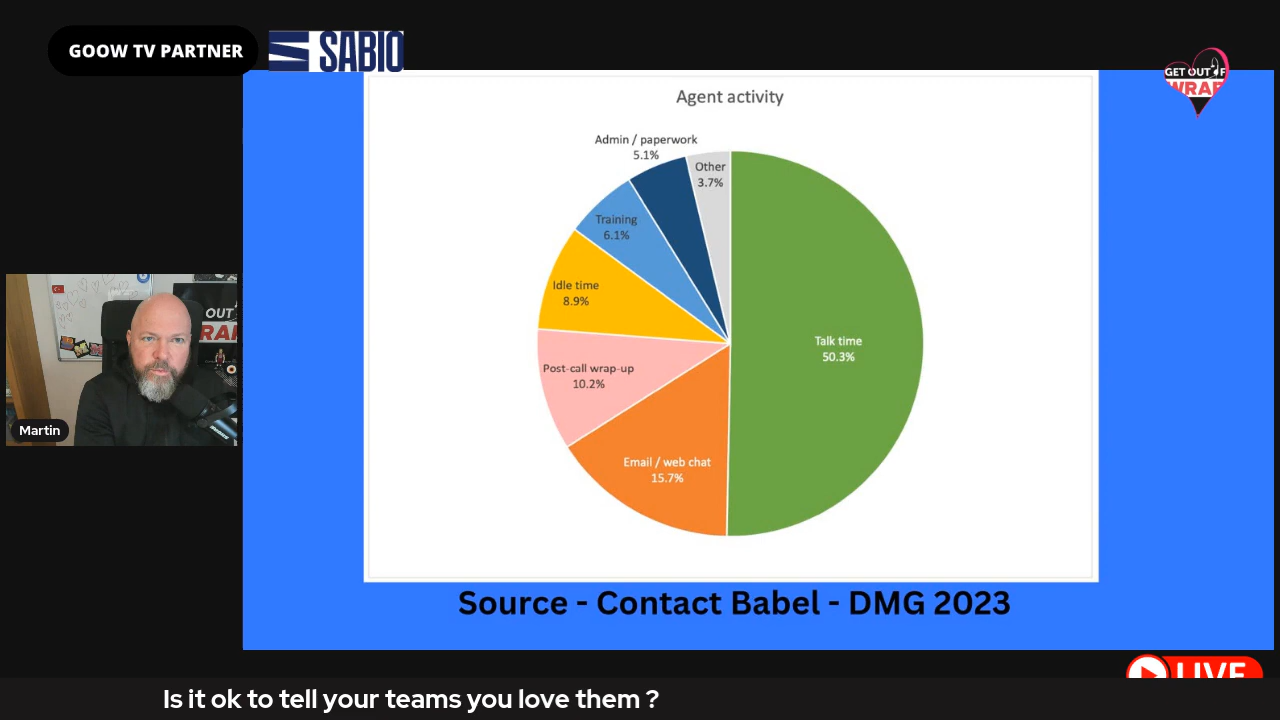 GOOW TV PARTNER
SABIO
GET OUT OF
WRAP
Agent activity
Admin / paperwork
5.1%
Other
3.7%
Training
6.1%
Idle time
8.9%
Talk time
50.3%
Post-call wrap-up
10.2%
Email / web chat
15.7%
OUT
Martin
Source - Contact Babel - DMG 2023
LIVE
Is it ok to tell your teams you love them ?